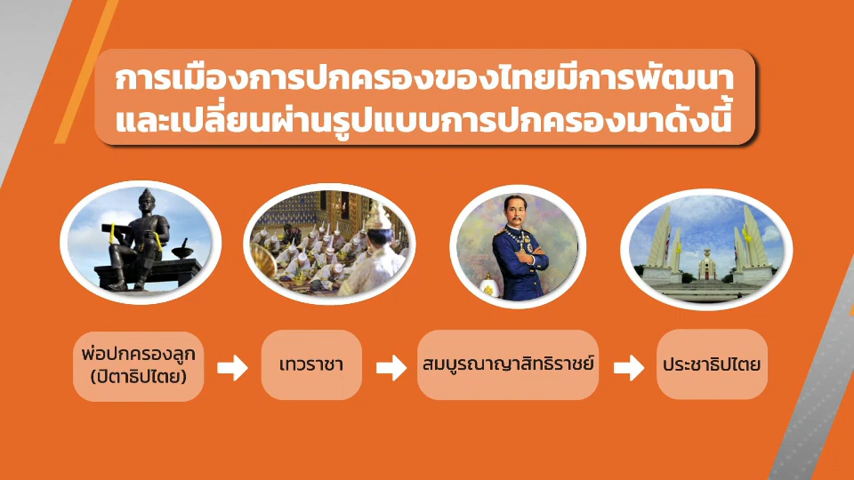 การเมืองการปกครองของไทยมีการพัฒนา
และเปลี่ยนผ่านรูปแบบการปกครองมาดังนี้
พ่อปกครองลูก
(ปิตาธิปไตย)
เทวราชา
สมบูรณาญาสิทธิราชย์
ประชาธิปไตย